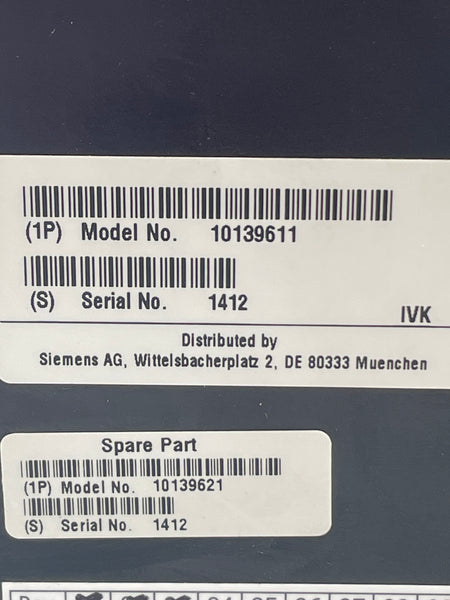 (1P) Model No. 10139611
(S) Serial No. 1412
IVK
Distributed by
Siemens AG, Wittelsbacherplatz 2, DE 80333 Muenchen
Spare Part
(1P) Model No. 10139621
(S) Serial No. 1412